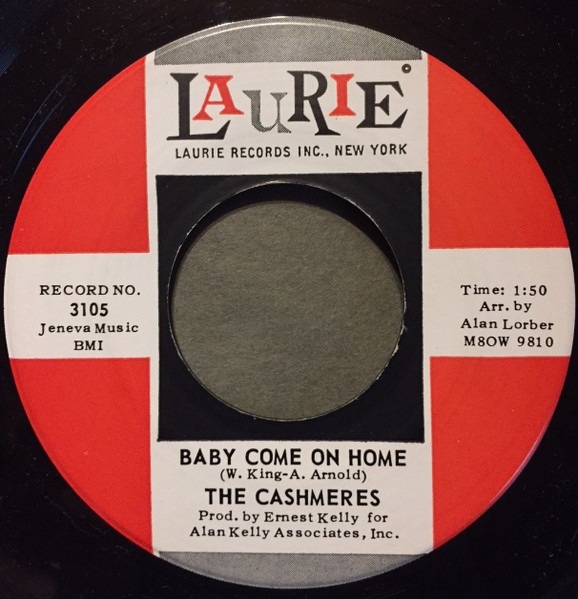 LAURIE®
LAURIE RECORDS INC., NEW YORK
RECORD NO.
3105
Jeneva Music
BMI
Time: 1:50
Arr. by
Alan Lorber
M8OW 9810
BABY COME ON HOME
(W. King-A. Arnold)
THE CASHMERES
Prod. by Ernest Kelly for
Alan Kelly Associates, Inc.